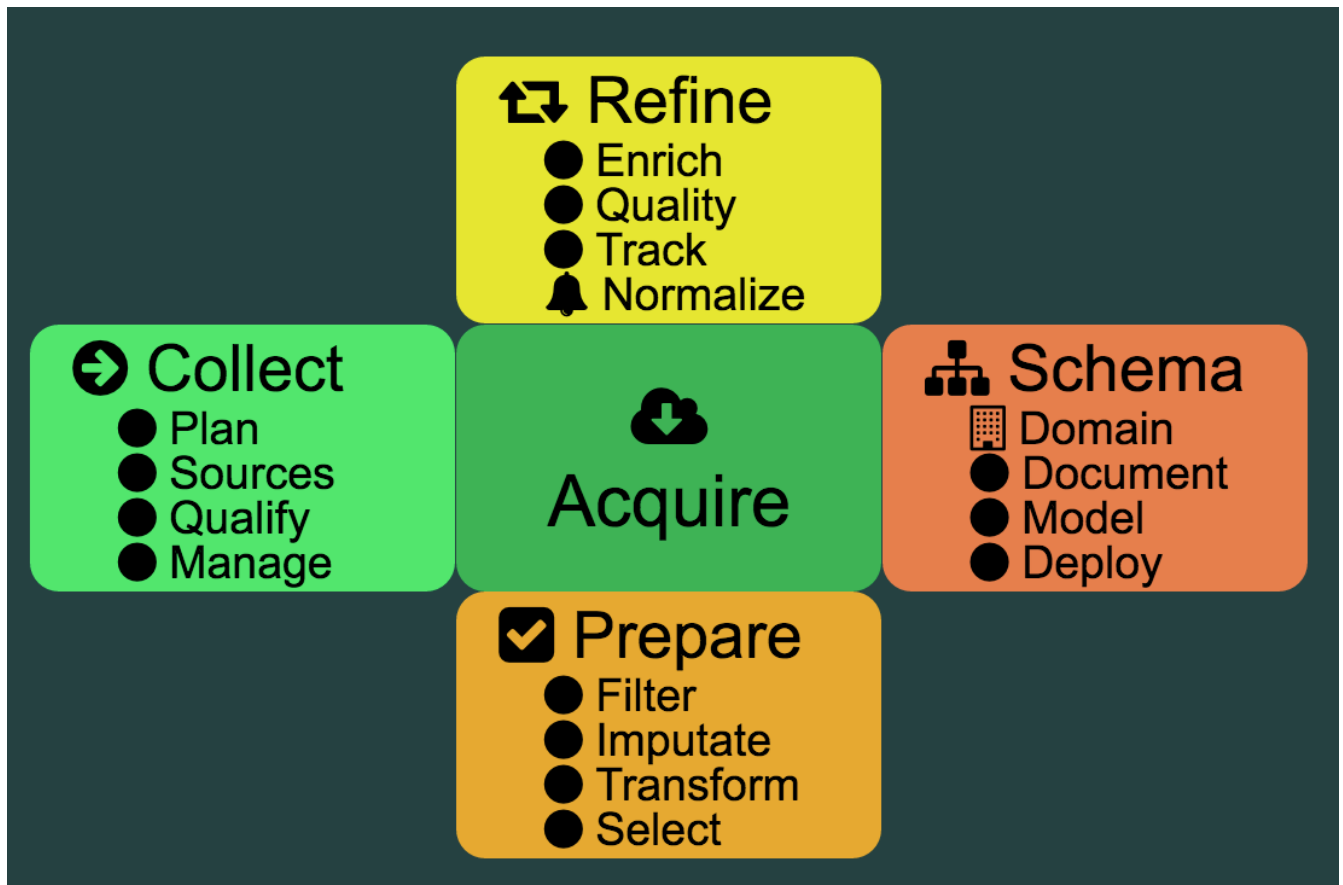 Refine
Enrich
Quality
Track
Normalize
Collect
Plan
Sources
Qualify
Manage
Acquire
Schema
Domain
Document
Model
Deploy
Prepare
Filter
Imputate
Transform
Select